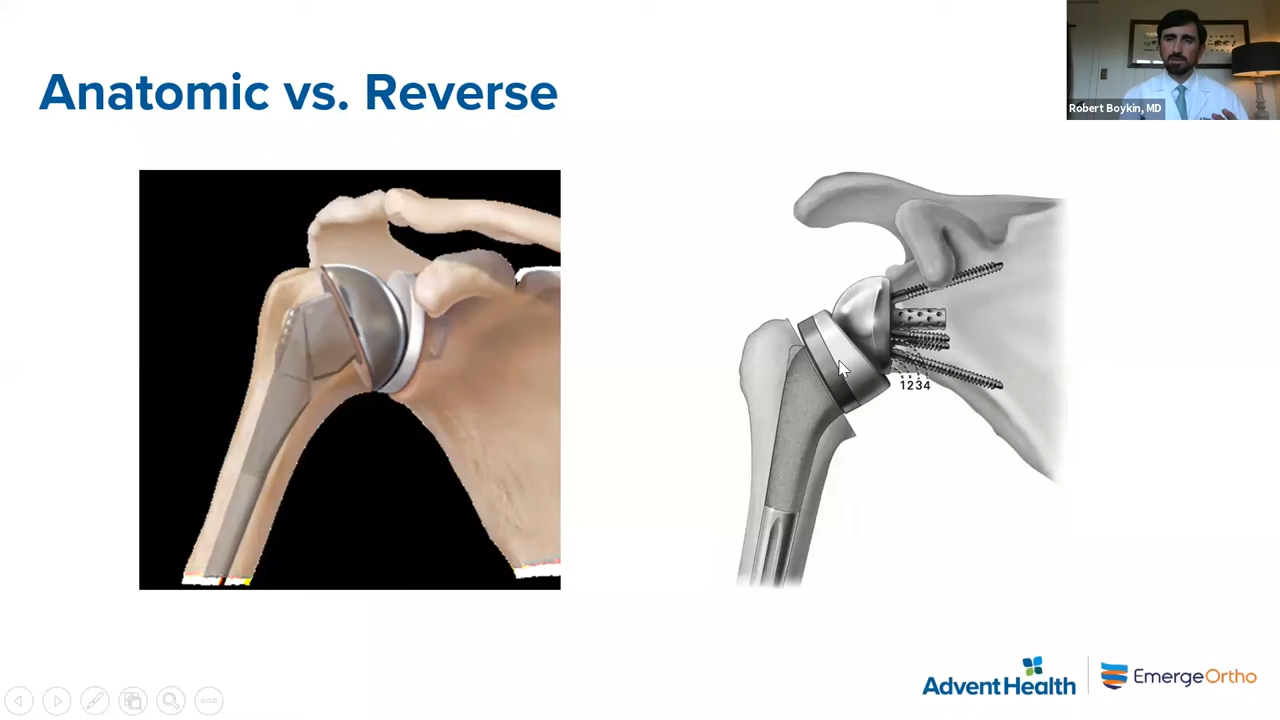 Anatomic vs. Reverse
Robert Boykin, MD
1234
AdventHealth
EmergeOrtho